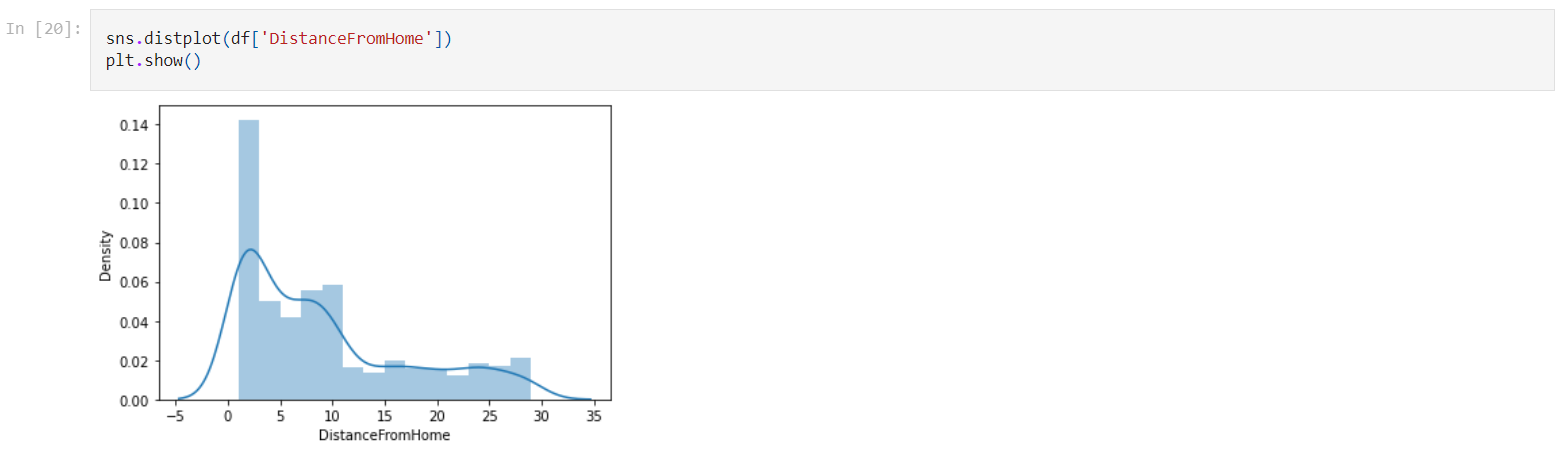 In [20]:
sns.distplot(df['DistanceFromHome'])
plt.show()
0.14
0.12
0.10
0.08
0.06
0.04
0.02
0.00
Density
−5 0 5 10 15 20 25 30 35
DistanceFromHome